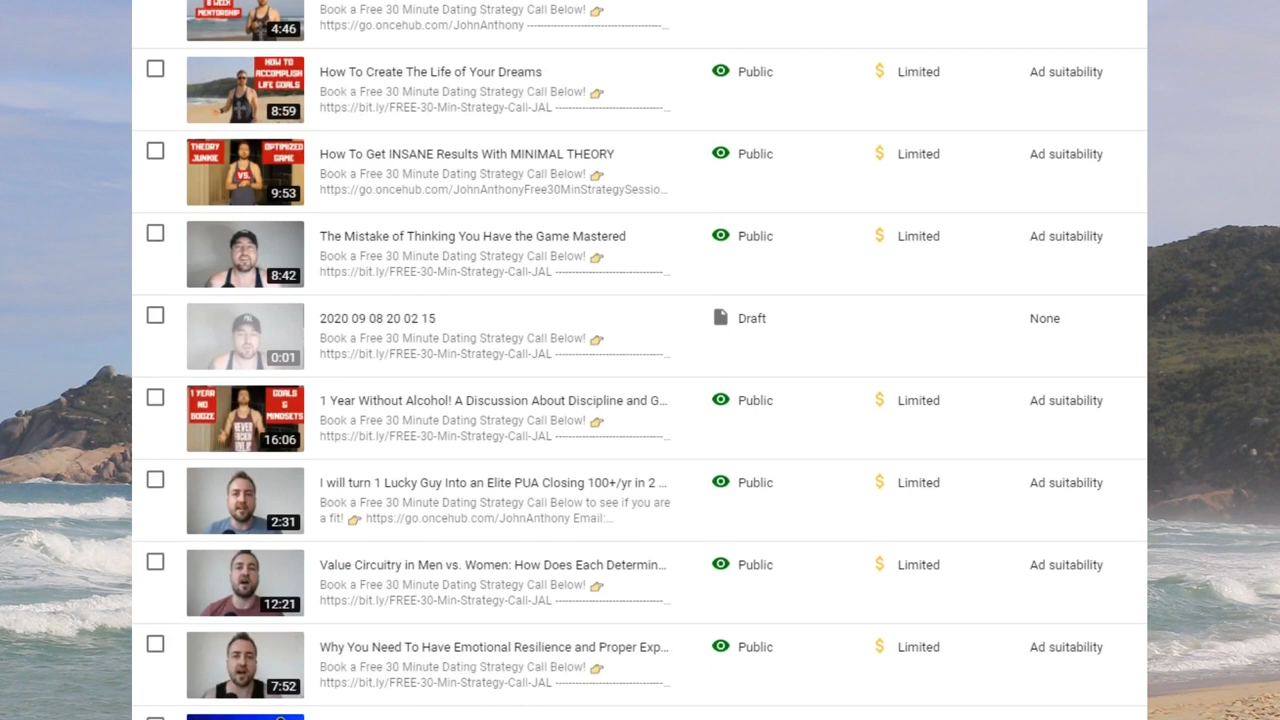 8 WEEK
MENTORSHIP
4:46
Book a Free 30 Minute Dating Strategy Call Below! 👉
https://go.oncehub.com/JohnAnthony ---------------------------...
HOW TO
ACCOMPLISH
LIFE GOALS
8:59
How To Create The Life of Your Dreams
Book a Free 30 Minute Dating Strategy Call Below! 👉
https://bit.ly/FREE-30-Min-Strategy-Call-JAL ---------------------------...
Public
$ Limited
Ad suitability
THEORY
JUNKIE
VS.
OPTIMIZED
GAME
9:53
How To Get INSANE Results With MINIMAL THEORY
Book a Free 30 Minute Dating Strategy Call Below! 👉
https://go.oncehub.com/JohnAnthonyFree30MinStrategySessio...
Public
$ Limited
Ad suitability
8:42
The Mistake of Thinking You Have the Game Mastered
Book a Free 30 Minute Dating Strategy Call Below! 👉
https://bit.ly/FREE-30-Min-Strategy-Call-JAL ---------------------------...
Public
$ Limited
Ad suitability
0:01
2020 09 08 20 02 15
Book a Free 30 Minute Dating Strategy Call Below! 👉
https://bit.ly/FREE-30-Min-Strategy-Call-JAL ---------------------------...
Draft
None
1 YEAR
NO
BOOZE
GOALS
&
MINDSETS
16:06
1 Year Without Alcohol! A Discussion About Discipline and G...
Book a Free 30 Minute Dating Strategy Call Below! 👉
https://bit.ly/FREE-30-Min-Strategy-Call-JAL ---------------------------...
Public
$ Limited
Ad suitability
2:31
I will turn 1 Lucky Guy Into an Elite PUA Closing 100+/yr in 2 ...
Book a Free 30 Minute Dating Strategy Call Below to see if you are
a fit! 👉 https://go.oncehub.com/JohnAnthony Email:...
Public
$ Limited
Ad suitability
12:21
Value Circuitry in Men vs. Women: How Does Each Determin...
Book a Free 30 Minute Dating Strategy Call Below! 👉
https://bit.ly/FREE-30-Min-Strategy-Call-JAL ---------------------------...
Public
$ Limited
Ad suitability
7:52
Why You Need To Have Emotional Resilience and Proper Exp...
Book a Free 30 Minute Dating Strategy Call Below! 👉
https://bit.ly/FREE-30-Min-Strategy-Call-JAL ---------------------------...
Public
$ Limited
Ad suitability